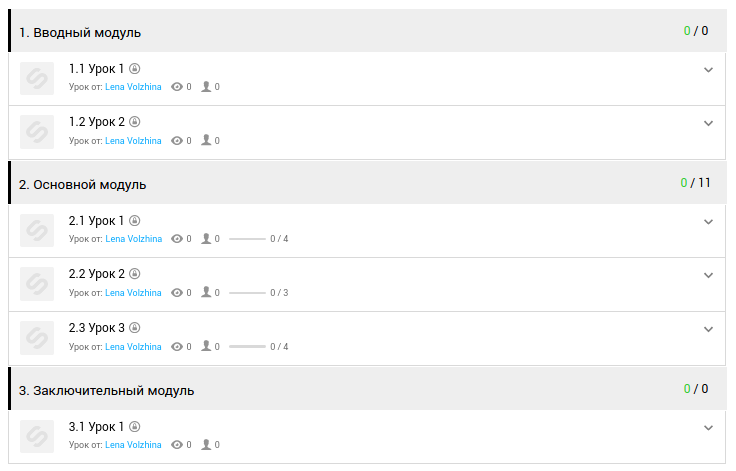 1. Вводный модуль 0 / 0
1.1 Урок 1
Урок от: Lena Volzhina 0 0
1.2 Урок 2
Урок от: Lena Volzhina 0 0
2. Основной модуль 0 / 11
2.1 Урок 1
Урок от: Lena Volzhina 0 0 0 / 4
2.2 Урок 2
Урок от: Lena Volzhina 0 0 0 / 3
2.3 Урок 3
Урок от: Lena Volzhina 0 0 0 / 4
3. Заключительный модуль 0 / 0
3.1 Урок 1
Урок от: Lena Volzhina 0 0